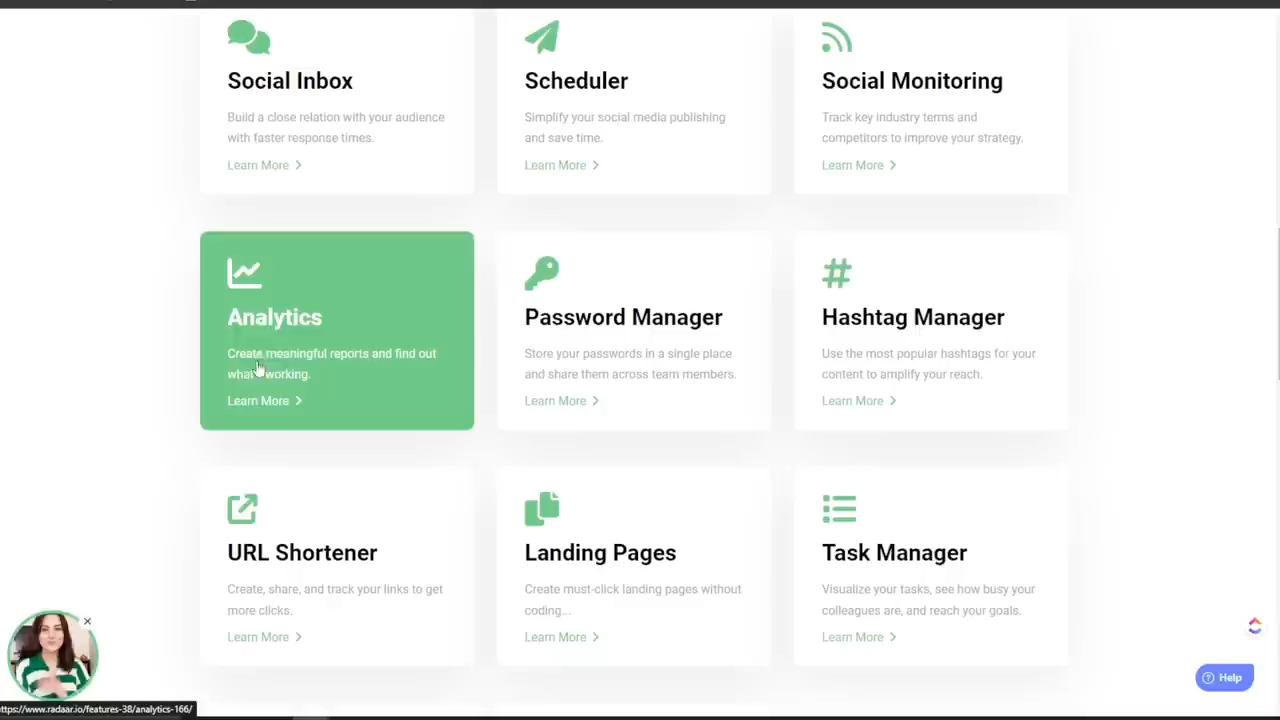 Social Inbox
Build a close relation with your audience
with faster response times.
Learn More
Scheduler
Simplify your social media publishing
and save time.
Learn More
Social Monitoring
Track key industry terms and
competitors to improve your strategy.
Learn More
Analytics
Create meaningful reports and find out
what's working.
Learn More
Password Manager
Store your passwords in a single place
and share them across team members.
Learn More
Hashtag Manager
Use the most popular hashtags for your
content to amplify your reach.
Learn More
URL Shortener
Create, share, and track your links to get
more clicks.
Learn More
Landing Pages
Create must-click landing pages without
coding...
Learn More
Task Manager
Visualize your tasks, see how busy your
colleagues are, and reach your goals.
Learn More
Help
ttps://www.radaar.io/features-38/analytics-166/